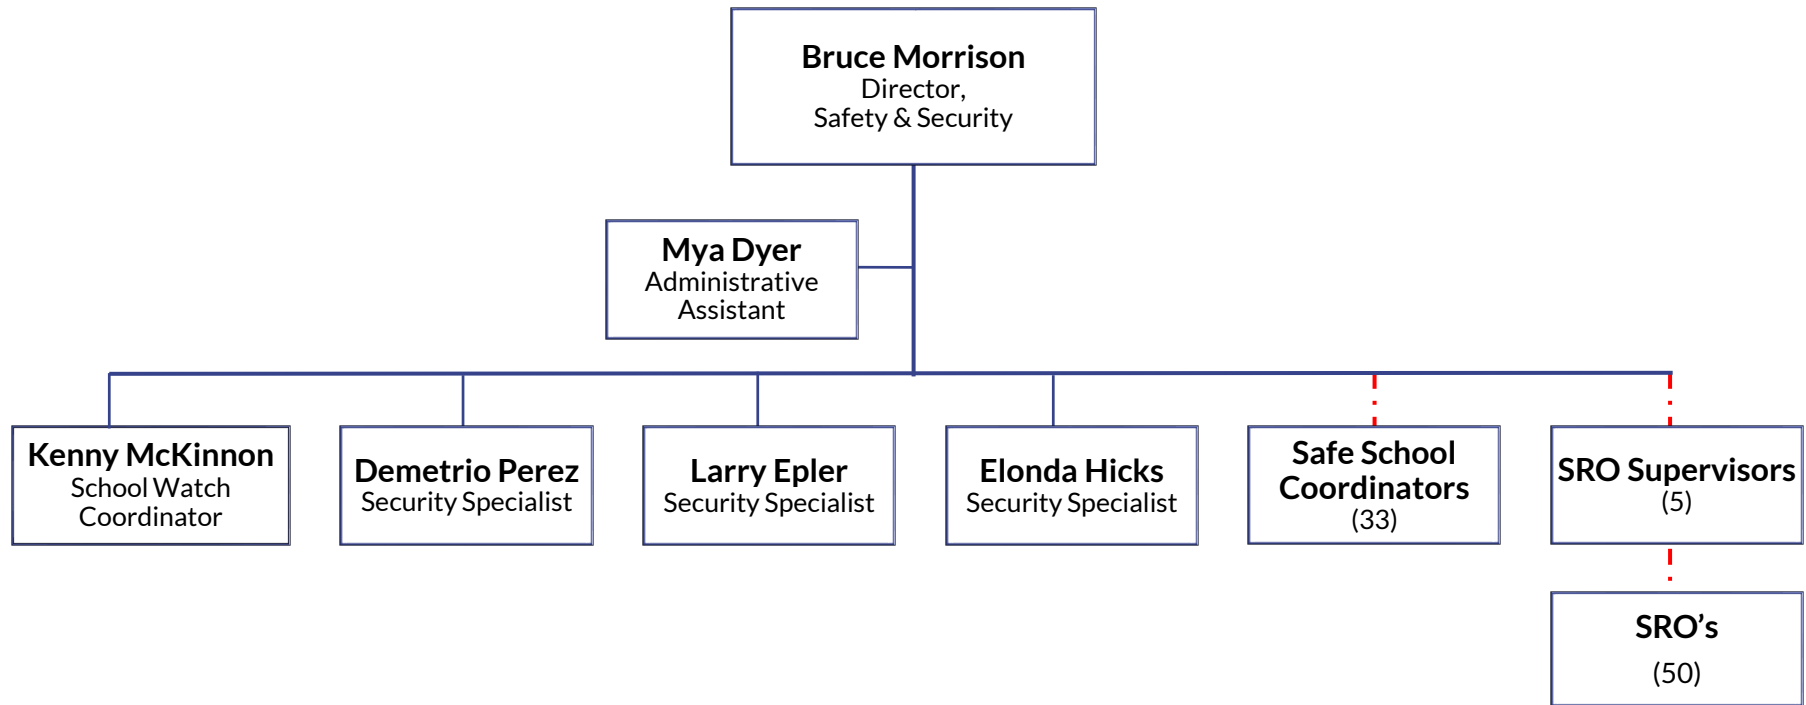 Bruce Morrison
Director,
Safety & Security
Mya Dyer
Administrative
Assistant
Kenny McKinnon
School Watch
Coordinator
Demetrio Perez
Security Specialist
Larry Epler
Security Specialist
Elonda Hicks
Security Specialist
Safe School
Coordinators
(33)
SRO Supervisors
(5)
SRO’s
(50)